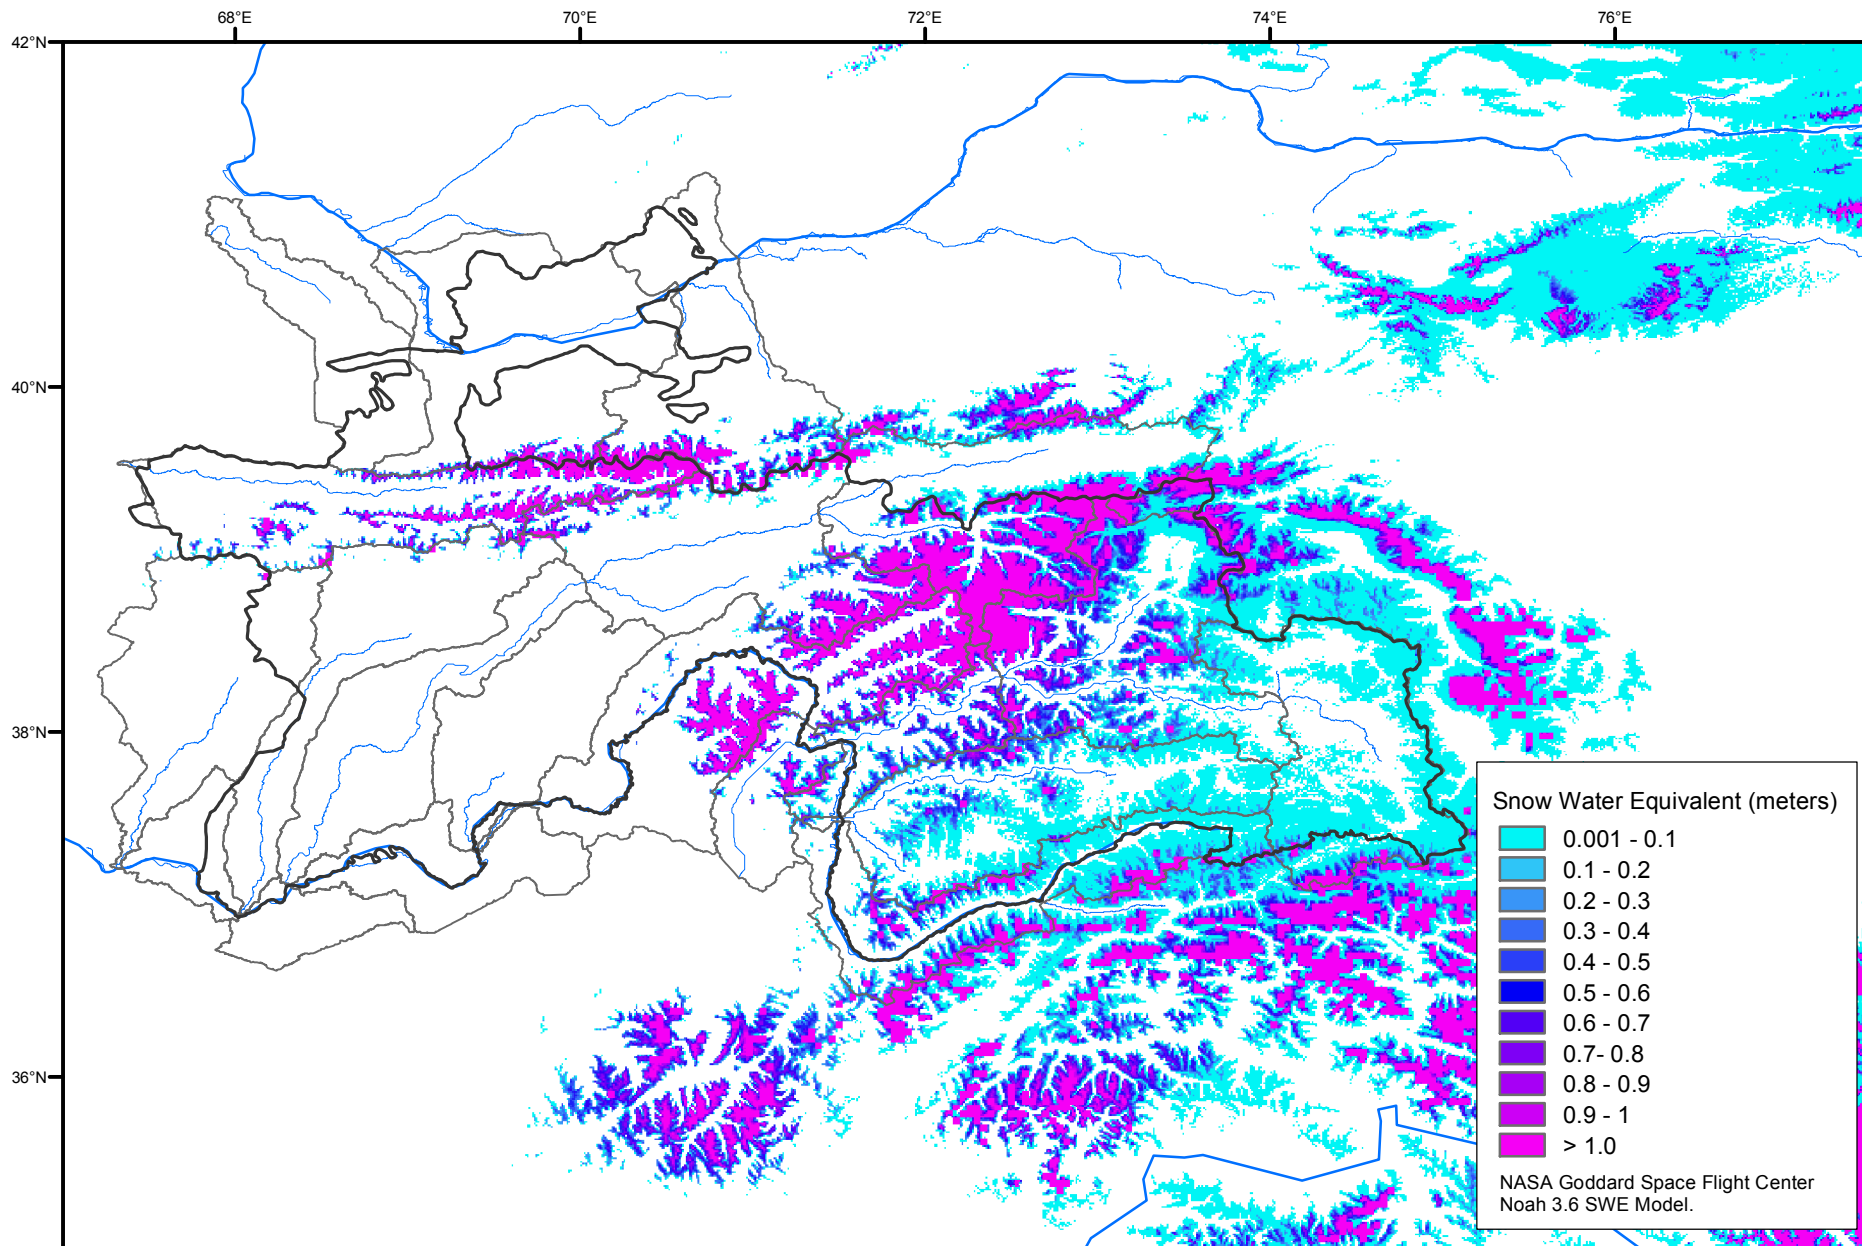 68°E
70°E
72°E
74°E
76°E
42°N
40°N
38°N
36°N
Snow Water Equivalent (meters)
0.001 - 0.1
0.1 - 0.2
0.2 - 0.3
0.3 - 0.4
0.4 - 0.5
0.5 - 0.6
0.6 - 0.7
0.7- 0.8
0.8 - 0.9
0.9 - 1
> 1.0
NASA Goddard Space Flight Center
Noah 3.6 SWE Model.